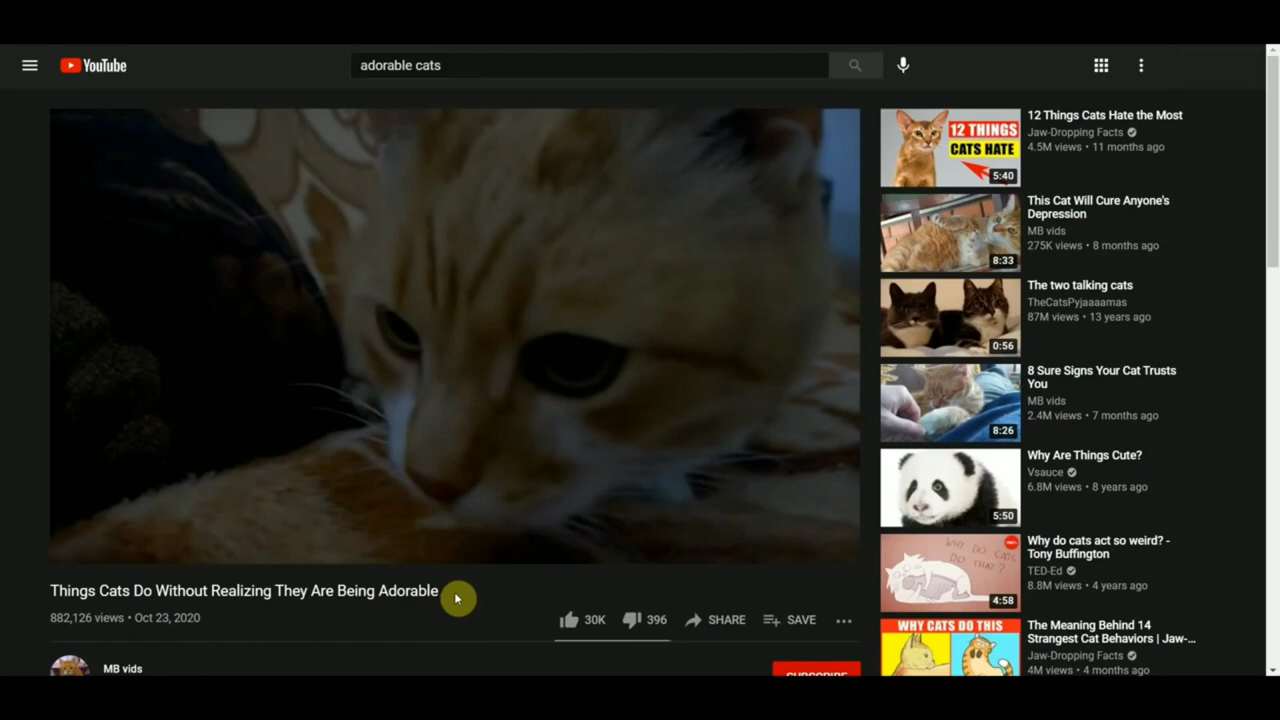 YouTube
adorable cats
Things Cats Do Without Realizing They Are Being Adorable
882,126 views • Oct 23, 2020
30K
396
SHARE
SAVE
MB vids
SUBSCRIBE
12 THINGS
CATS HATE
5:40
12 Things Cats Hate the Most
Jaw-Dropping Facts
4.5M views • 11 months ago
8:33
This Cat Will Cure Anyone's
Depression
MB vids
275K views • 8 months ago
0:56
The two talking cats
TheCatsPyjaaaamas
87M views • 13 years ago
8:26
8 Sure Signs Your Cat Trusts
You
MB vids
2.4M views • 7 months ago
5:50
Why Are Things Cute?
Vsauce
6.8M views • 8 years ago
WHY DO CATS
DO THAT?
4:58
Why do cats act so weird? -
Tony Buffington
TED-Ed
8.8M views • 4 years ago
WHY CATS DO THIS
The Meaning Behind 14
Strangest Cat Behaviors | Jaw-...
Jaw-Dropping Facts
4M views • 4 months ago